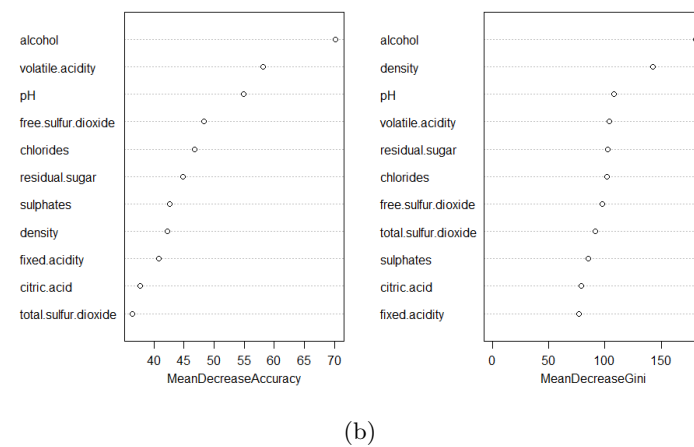 alcohol
volatile.acidity
pH
free.sulfur.dioxide
chlorides
residual.sugar
sulphates
density
fixed.acidity
citric.acid
total.sulfur.dioxide
40 45 50 55 60 65 70
MeanDecreaseAccuracy
alcohol
density
pH
volatile.acidity
residual.sugar
chlorides
free.sulfur.dioxide
total.sulfur.dioxide
sulphates
citric.acid
fixed.acidity
0 50 100 150
MeanDecreaseGini
(b)